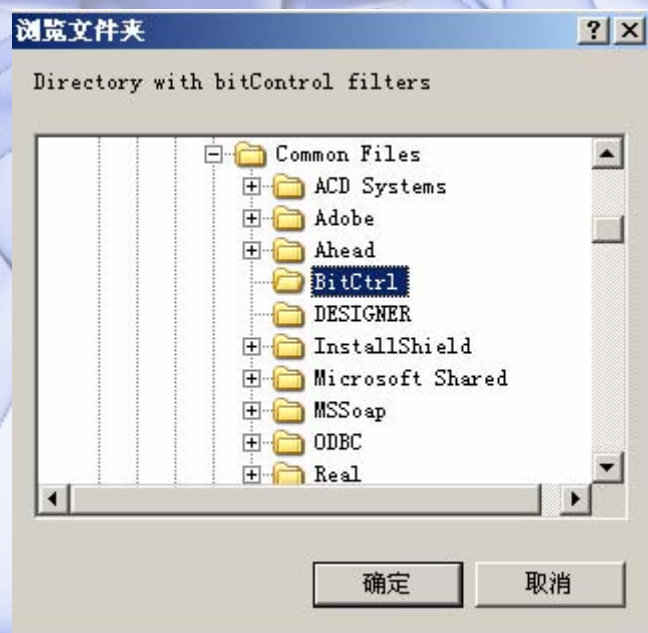 浏览文件夹
Directory with bitControl filters
Common Files
ACD Systems
Adobe
Ahead
BitCtrl
DESIGNER
InstallShield
Microsoft Shared
MSSoap
ODBC
Real
确定
取消